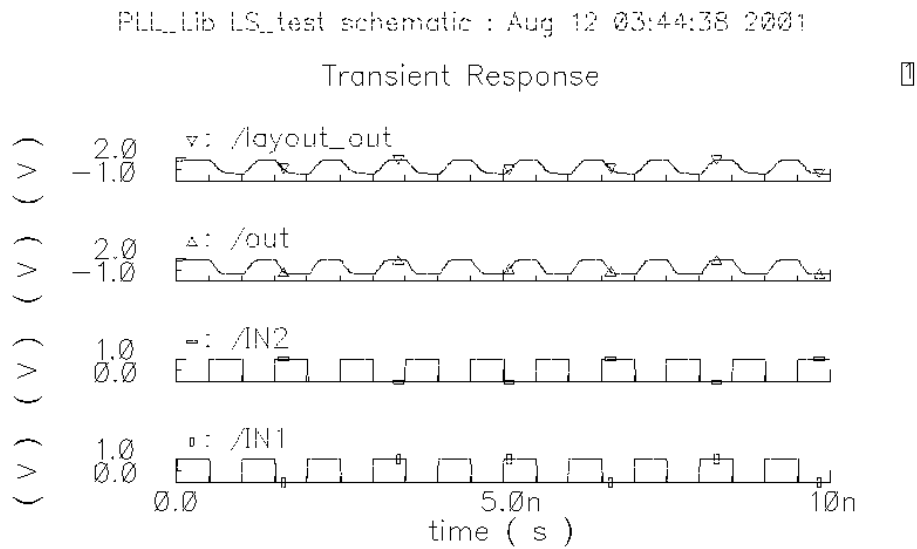 PLL_Lib LS_test schematic : Aug 12 03:44:38 2001
Transient Response
1
: /layout_out
2.0
-1.0
( V )
: /out
2.0
-1.0
( V )
: /IN2
1.0
0.0
( V )
: /IN1
1.0
0.0
( V )
0.0 5.0n 10n
time ( s )